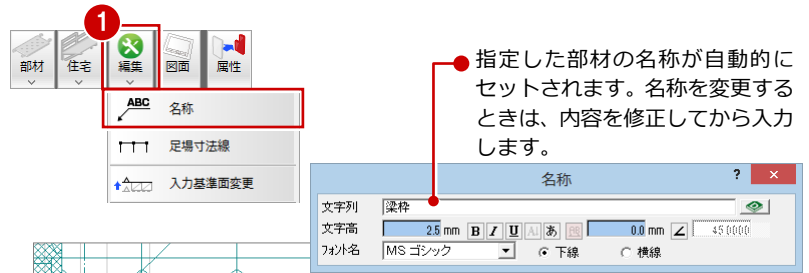 1
部材 住宅 編集 図面 属性
ABC 名称
足場寸法線
入力基準面変更
指定した部材の名称が自動的に
セットされます。名称を変更する
ときは、内容を修正してから入力
します。
名称 ? ×
文字列 梁枠
文字高 2.5 mm B I U AI あ 0.0 mm ∠ 45.0000
フォント名 MS ゴシック 下線 横線